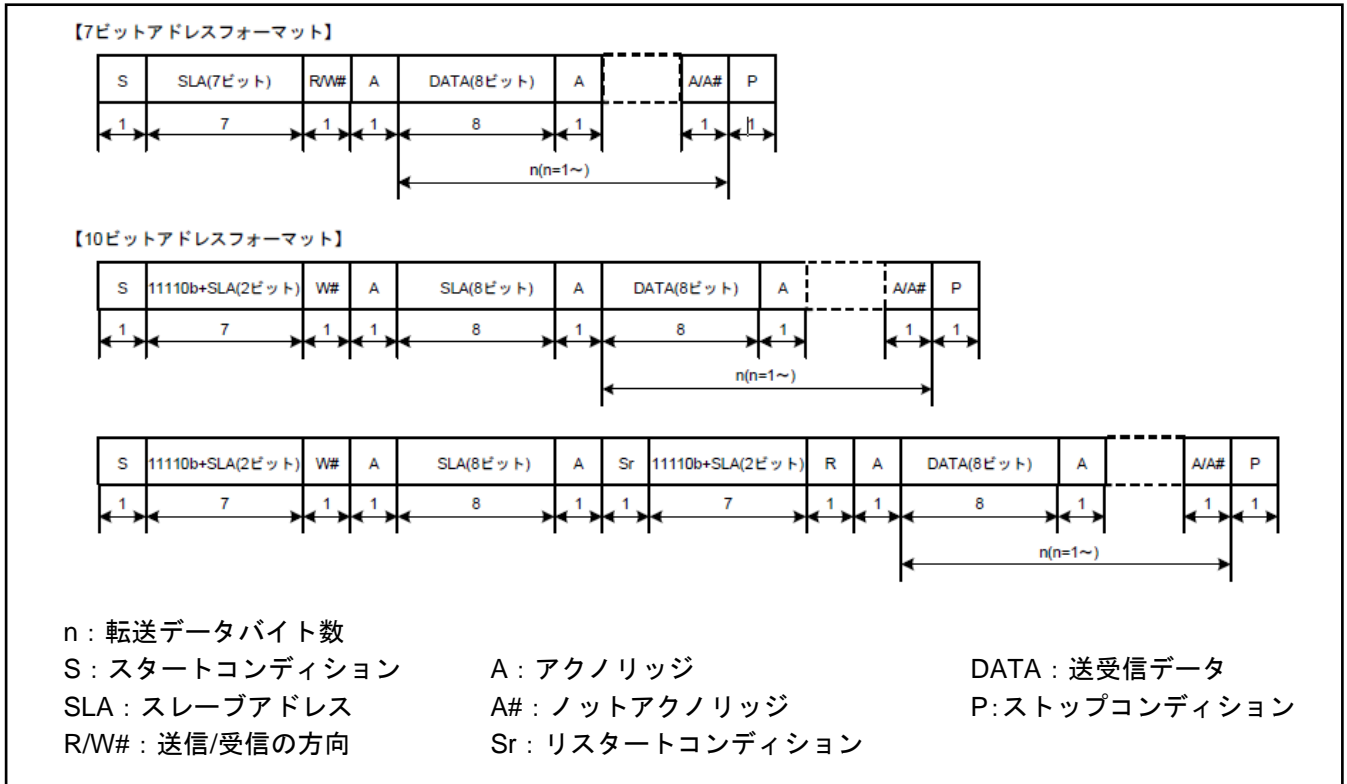 【7ビットアドレスフォーマット】
S SLA(7ビット) R/W# A DATA(8ビット) A A/A# P
1 7 1 1 8 1 1 1
n(n=1～)
【10ビットアドレスフォーマット】
S 11110b+SLA(2ビット) W# A SLA(8ビット) A DATA(8ビット) A A/A# P
1 7 1 1 8 1 8 1 1 1
n(n=1～)
S 11110b+SLA(2ビット) W# A SLA(8ビット) A Sr 11110b+SLA(2ビット) R A DATA(8ビット) A A/A# P
1 7 1 1 8 1 1 7 1 1 8 1 1 1
n(n=1～)
n：転送データバイト数
S：スタートコンディション A：アクノリッジ DATA：送受信データ
SLA：スレーブアドレス A#：ノットアクノリッジ P:ストップコンディション
R/W#：送信/受信の方向 Sr：リスタートコンディション